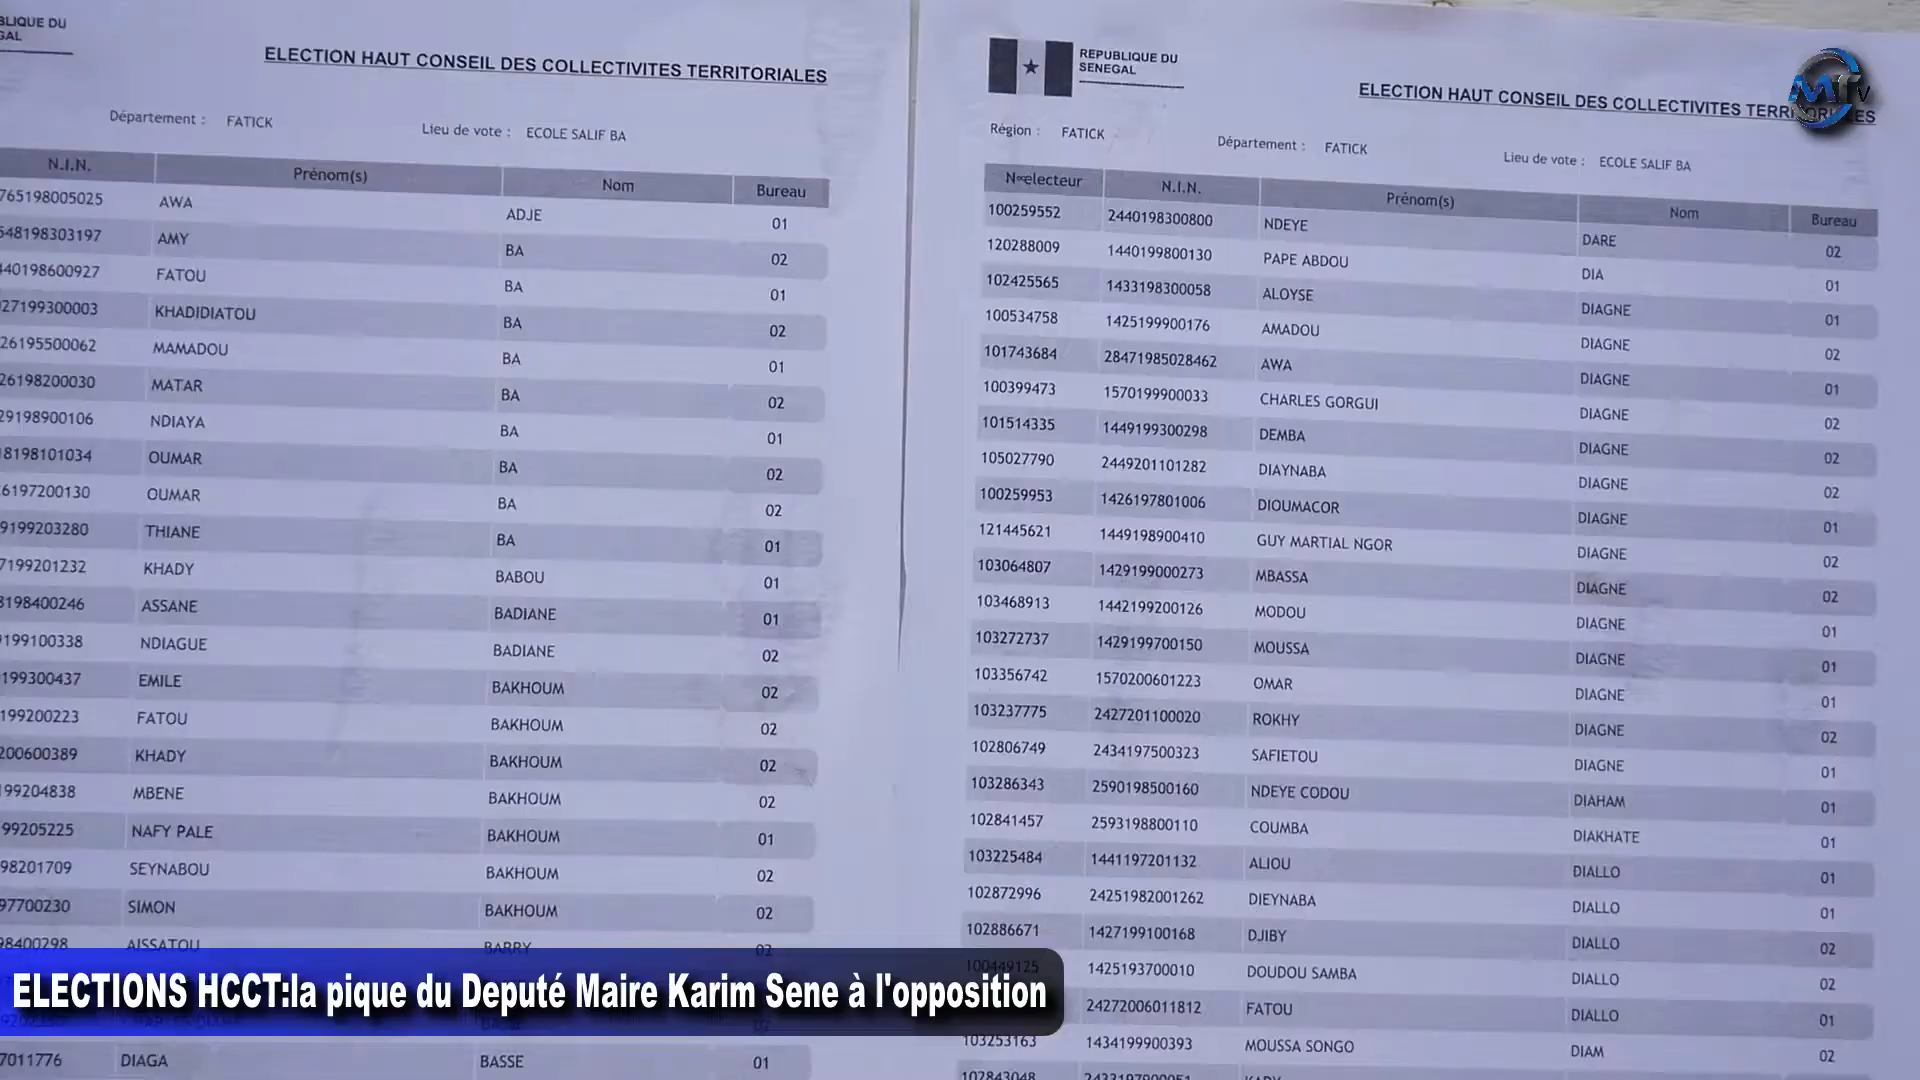 ELECTION HAUT CONSEIL DES COLLECTIVITES TERRITORIALES
Département : FATICK Lieu de vote : ECOLE SALIF BA
N.I.N. Prénom(s) Nom Bureau
765198005025 AWA ADJE 01
548198303197 AMY BA 02
440198600927 FATOU BA 01
27199300003 KHADIDIATOU BA 02
26195500062 MAMADOU BA 01
26198200030 MATAR BA 02
29198900106 NDIAYA BA 01
8198101034 OUMAR BA 02
6197200130 OUMAR BA 02
9199203280 THIANE BA 01
7199201232 KHADY BABOU 01
8198400246 ASSANE BADIANE 01
199100338 NDIAGUE BADIANE 02
199300437 EMILE BAKHOUM 02
199200223 FATOU BAKHOUM 02
200600389 KHADY BAKHOUM 02
199204838 MBENE BAKHOUM 02
99205225 NAFY PALE BAKHOUM 01
98201709 SEYNABOU BAKHOUM 02
97700230 SIMON BAKHOUM 02
98400298 AISSATOU BARRY 02
7011776 DIAGA BASSE 01
REPUBLIQUE DU
SENEGAL
ELECTION HAUT CONSEIL DES COLLECTIVITES TERRITORIALES
Région : FATICK Département : FATICK Lieu de vote : ECOLE SALIF BA
N°electeur N.I.N. Prénom(s) Nom Bureau
100259552 2440198300800 NDEYE DARE 02
120288009 1440199800130 PAPE ABDOU DIA 01
102425565 1433198300058 ALOYSE DIAGNE 01
100534758 1425199900176 AMADOU DIAGNE 02
101743684 28471985028462 AWA DIAGNE 01
100399473 1570199900033 CHARLES GORGUI DIAGNE 02
101514335 1449199300298 DEMBA DIAGNE 02
105027790 2449201101282 DIAYNABA DIAGNE 02
100259953 1426197801006 DIOUMACOR DIAGNE 01
121445621 1449198900410 GUY MARTIAL NGOR DIAGNE 02
103064807 1429199000273 MBASSA DIAGNE 02
103468913 1442199200126 MODOU DIAGNE 01
103272737 1429199700150 MOUSSA DIAGNE 01
103356742 1570200601223 OMAR DIAGNE 01
103237775 2427201100020 ROKHY DIAGNE 02
102806749 2434197500323 SAFIETOU DIAGNE 01
103286343 2590198500160 NDEYE CODOU DIAHAM 01
102841457 2593198800110 COUMBA DIAKHATE 01
103225484 1441197201132 ALIOU DIALLO 01
102872996 24251982001262 DIEYNABA DIALLO 01
102886671 1427199100168 DJIBY DIALLO 02
100449125 1425193700010 DOUDOU SAMBA DIALLO 02
24272006011812 FATOU DIALLO 01
103253163 1434199900393 MOUSSA SONGO DIAM 02
102843048
MTV
ELECTIONS HCCT:la pique du Deputé Maire Karim Sene à l'opposition